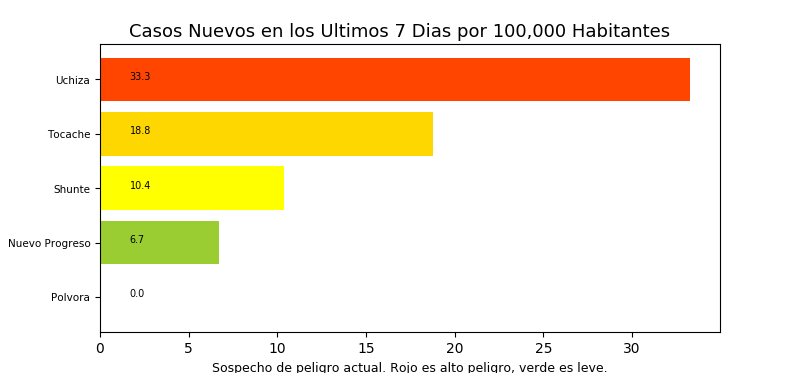 Casos Nuevos en los Ultimos 7 Dias por 100,000 Habitantes
Uchiza 33.3
Tocache 18.8
Shunte 10.4
Nuevo Progreso 6.7
Polvora 0.0
0 5 10 15 20 25 30
Sospecho de peligro actual. Rojo es alto peligro, verde es leve.